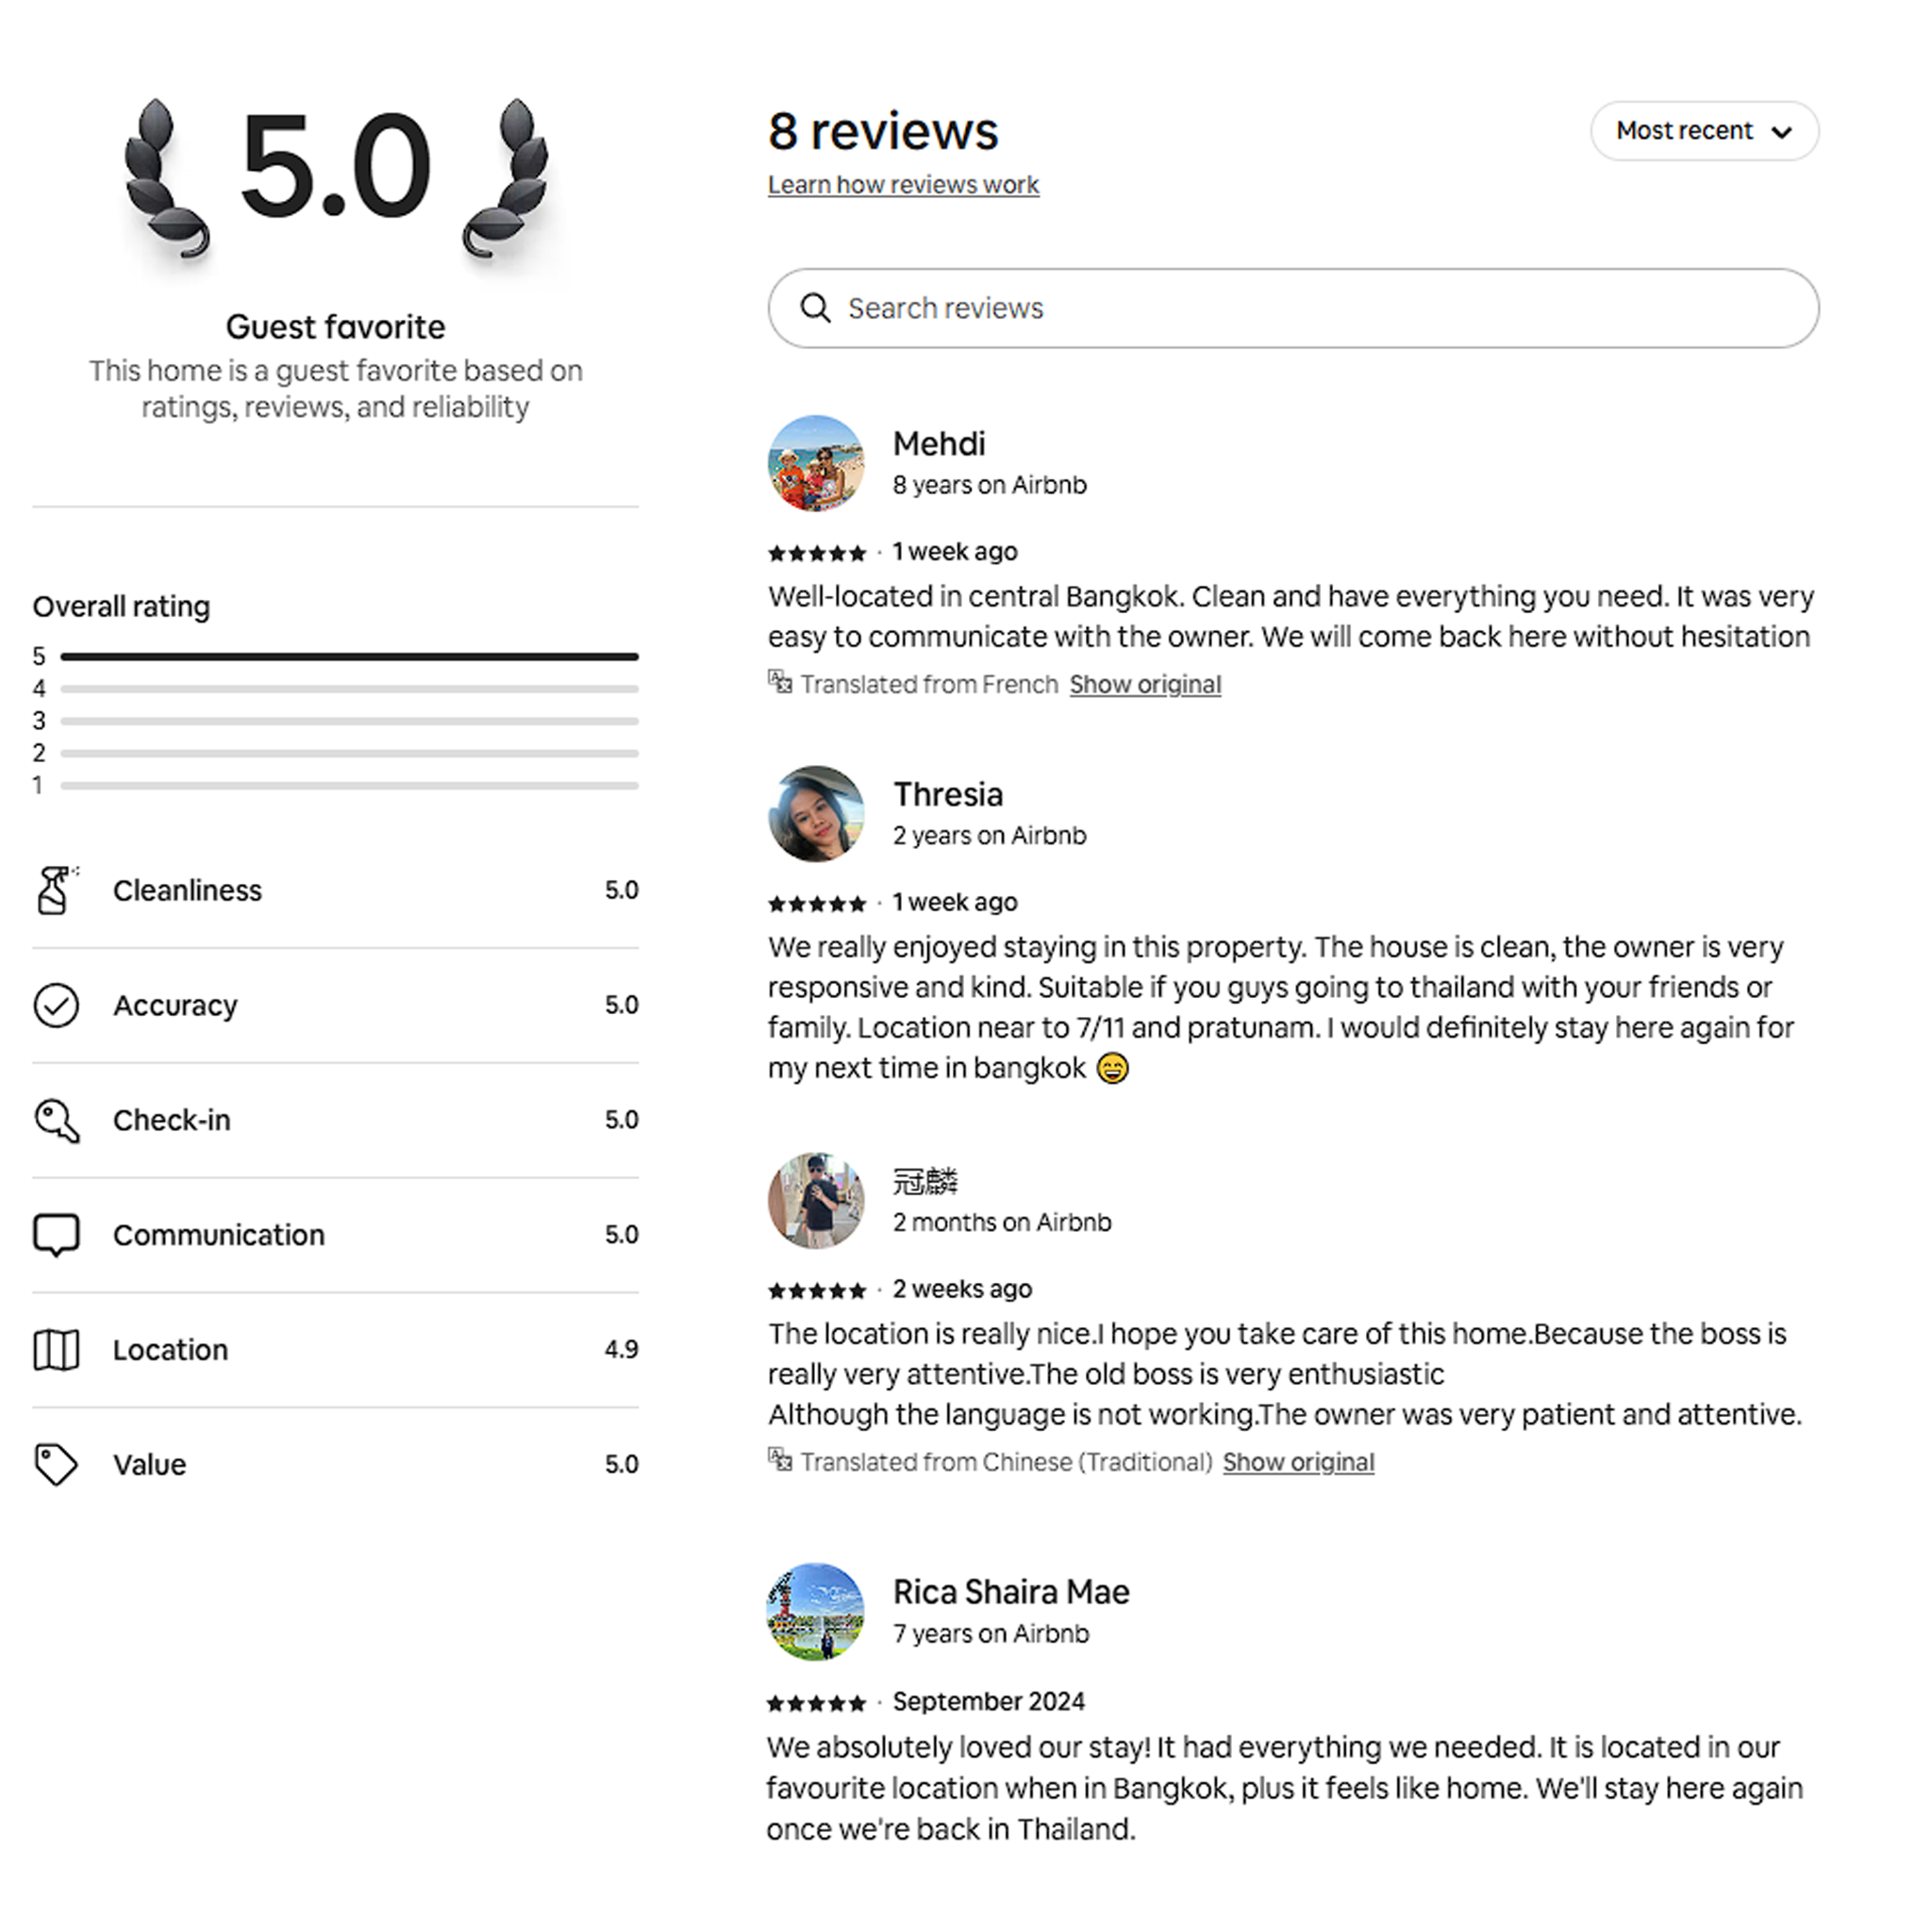 5.0
Guest favorite
This home is a guest favorite based on
ratings, reviews, and reliability
Overall rating
5
4
3
2
1
Cleanliness 5.0
Accuracy 5.0
Check-in 5.0
Communication 5.0
Location 4.9
Value 5.0
8 reviews
Most recent
Learn how reviews work
Search reviews
Mehdi
8 years on Airbnb
★★★★★ · 1 week ago
Well-located in central Bangkok. Clean and have everything you need. It was very
easy to communicate with the owner. We will come back here without hesitation
Translated from French Show original
Thresia
2 years on Airbnb
★★★★★ · 1 week ago
We really enjoyed staying in this property. The house is clean, the owner is very
responsive and kind. Suitable if you guys going to thailand with your friends or
family. Location near to 7/11 and pratunam. I would definitely stay here again for
my next time in bangkok 😄
冠麟
2 months on Airbnb
★★★★★ · 2 weeks ago
The location is really nice.I hope you take care of this home.Because the boss is
really very attentive.The old boss is very enthusiastic
Although the language is not working.The owner was very patient and attentive.
Translated from Chinese (Traditional) Show original
Rica Shaira Mae
7 years on Airbnb
★★★★★ · September 2024
We absolutely loved our stay! It had everything we needed. It is located in our
favourite location when in Bangkok, plus it feels like home. We'll stay here again
once we're back in Thailand.